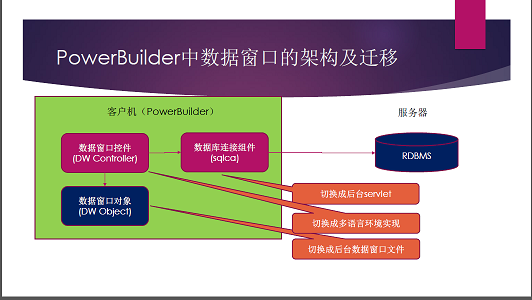 PowerBuilder中数据窗口的架构及迁移
客户机（PowerBuilder）
服务器
数据窗口控件
(DW Controller)
数据库连接组件
(sqlca)
RDBMS
数据窗口对象
(DW Object)
切换成后台servlet
切换成多语言环境实现
切换成后台数据窗口文件